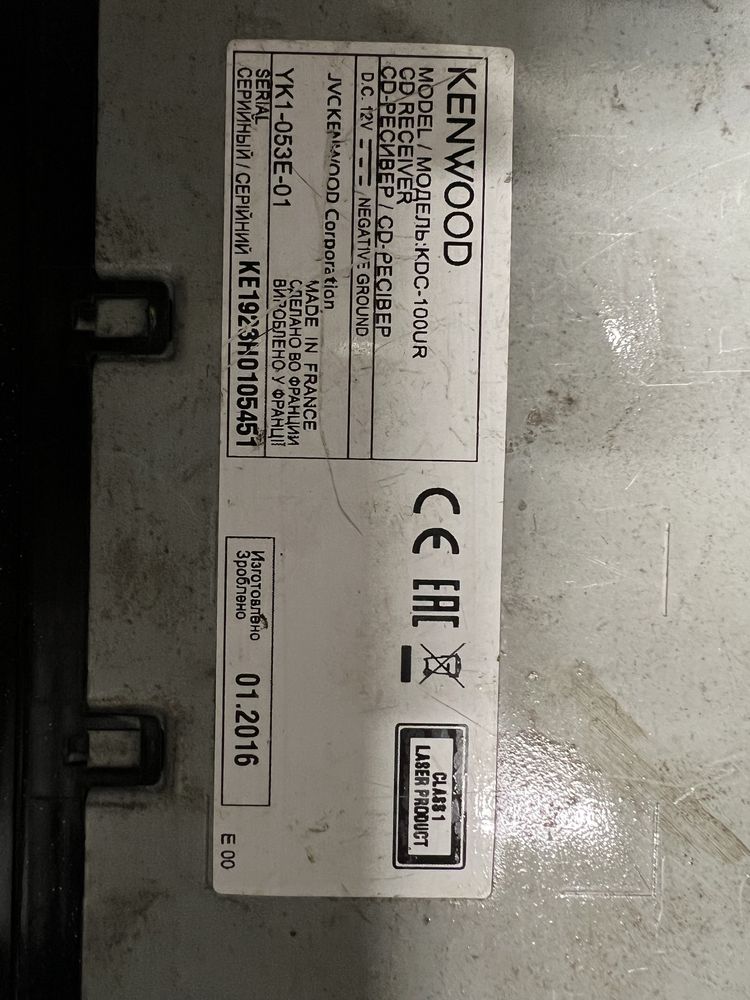 KENWOOD
MODEL / МОДЕЛЬ:KDC-100UR
CD RECEIVER
CD-РЕСИВЕР / CD-РЕСІВЕР
D.C. 12V NEGATIVE GROUND
JVCKENWOOD Corporation
MADE IN FRANCE
СДЕЛАНО ВО ФРАНЦИИ
YK1-053E-01
ВИРОБЛЕНО У ФРАНЦІЇ
SERIAL
СЕРИЙНЫЙ / СЕРІЙНИЙ KE1923H0105451
CE EAC
CLASS 1
LASER PRODUCT
Изготовлено
Зроблено 01.2016
E 00